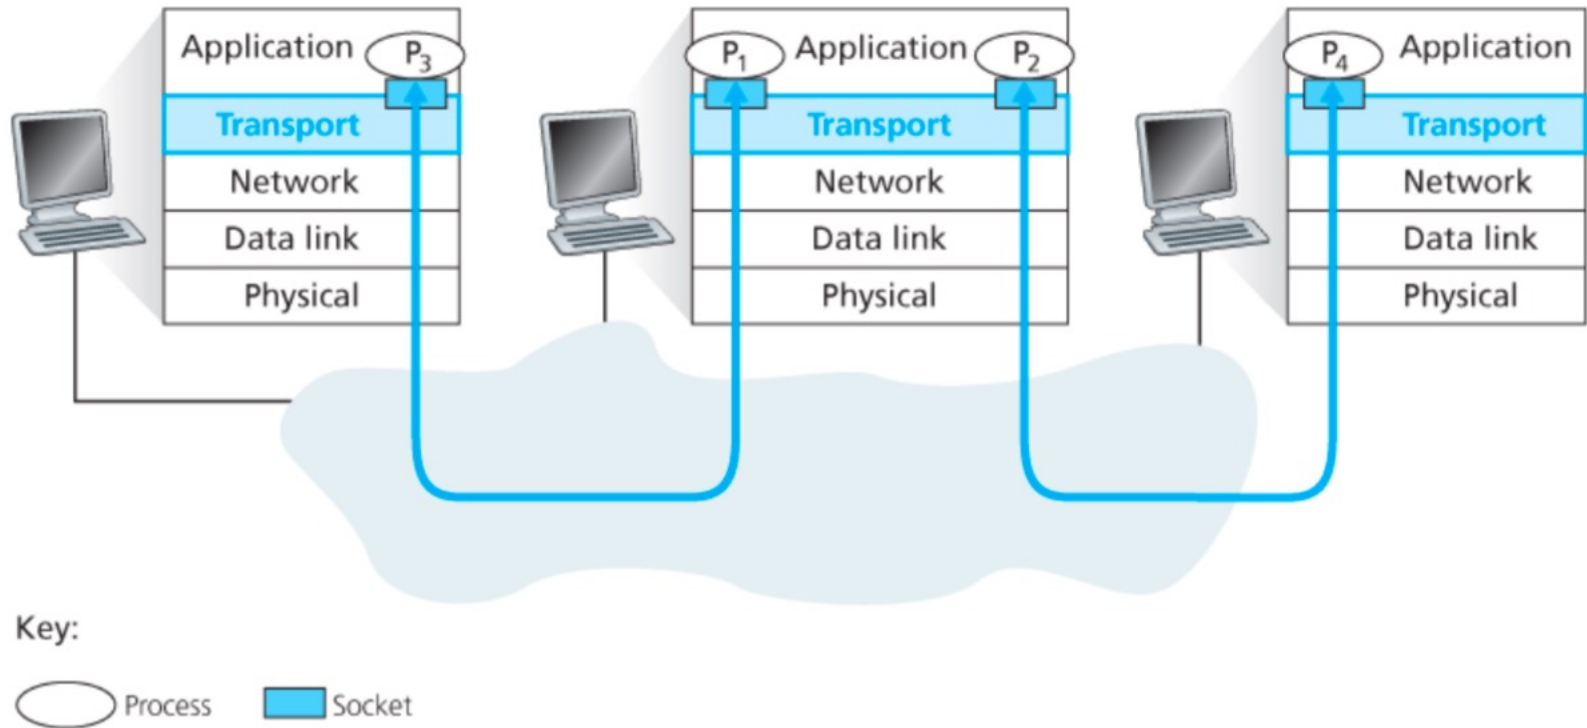 Application P3
Transport
Network
Data link
Physical
P1 Application P2
Transport
Network
Data link
Physical
P4 Application
Transport
Network
Data link
Physical
Key:
Process
Socket